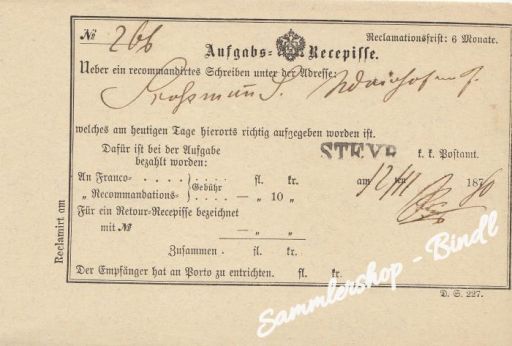 № 266
Aufgabs-Recepisse.
Reclamationsfrist: 6 Monate.
Ueber ein recommandirtes Schreiben unter der Adresse:
welches am heutigen Tage hierorts richtig aufgegeben worden ist.
Dafür ist bei der Aufgabe
bezahlt worden:
STEYR k. k. Postamt.
An Franco- . . . . . fl. kr.
„ Recommandations- Gebühr — „ 10 „
am 12/11 ten 187
Für ein Retour-Recepisse bezeichnet
mit № — „ „
Zusammen . fl. kr.
Der Empfänger hat an Porto zu entrichten. fl. kr.
Reclamirt am
D. S. 227.
Sammlershop - Bindl